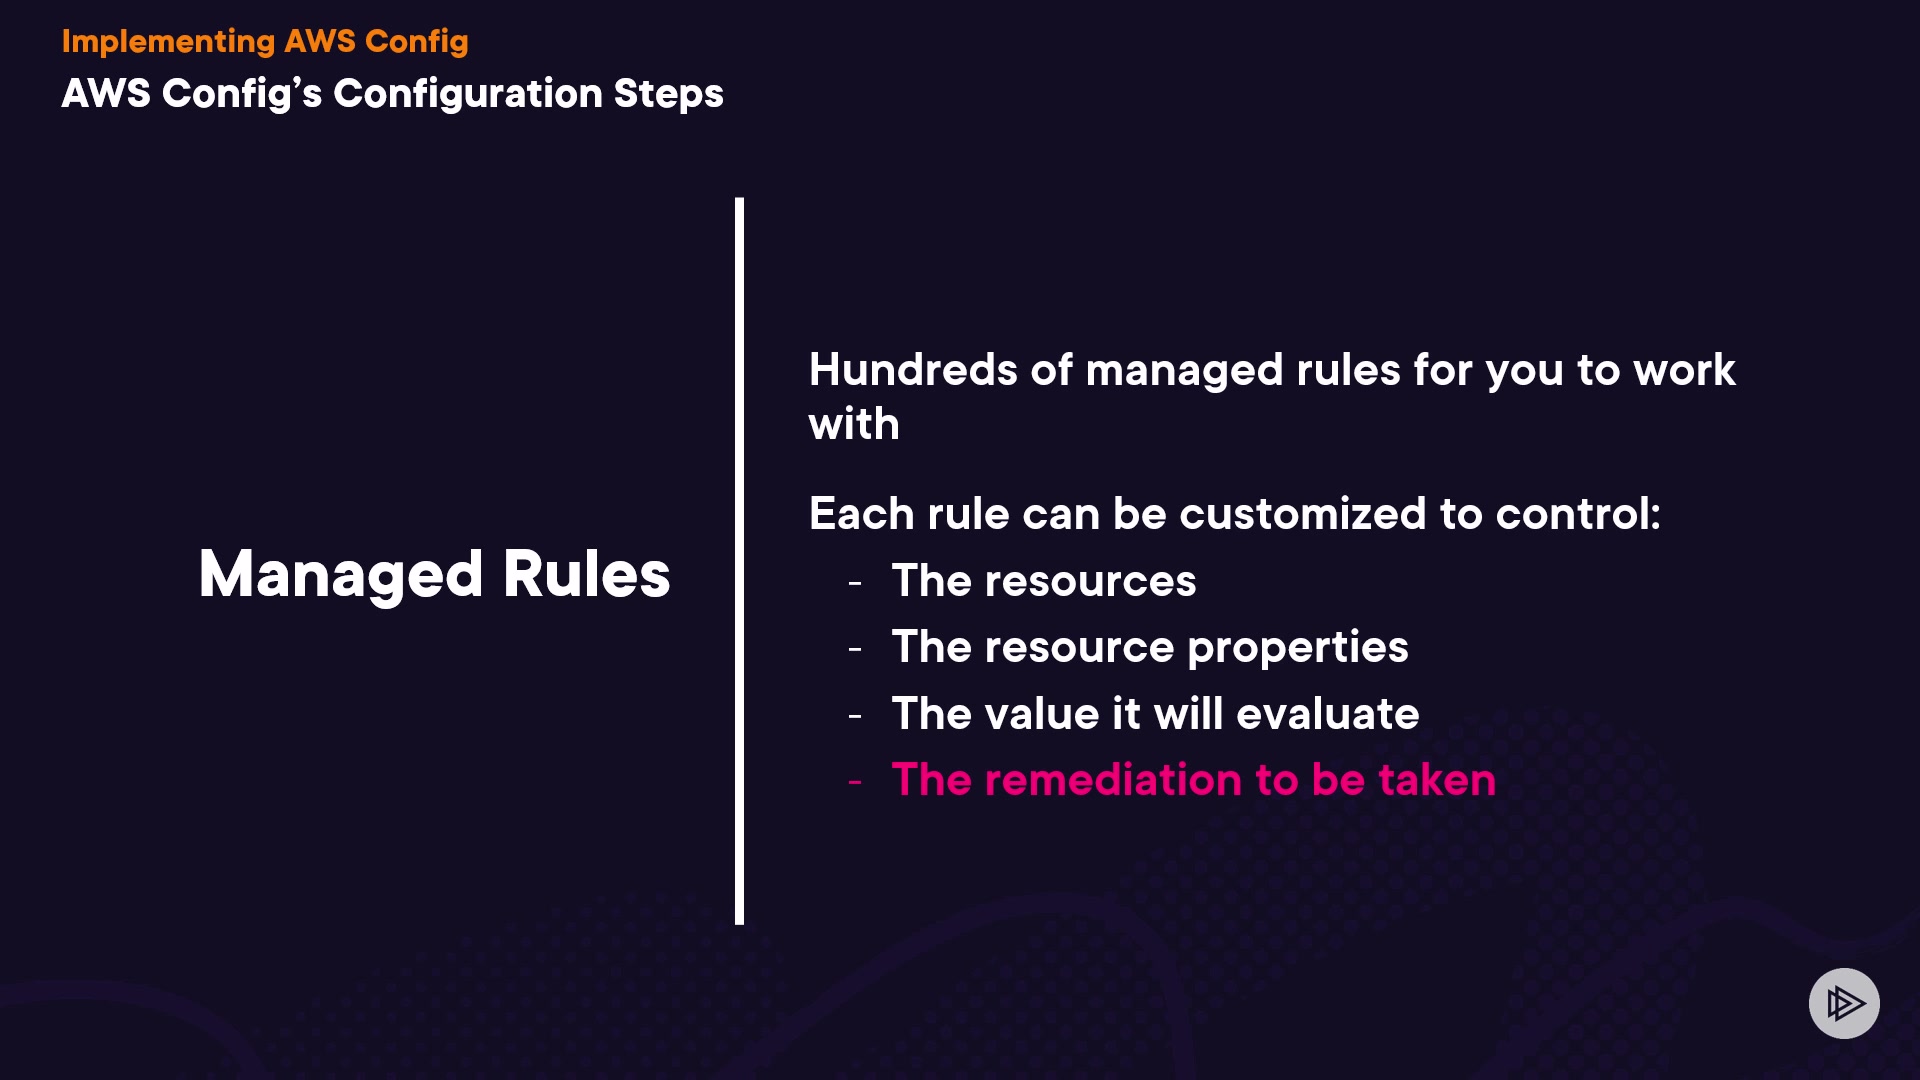 Implementing AWS Config
AWS Config’s Configuration Steps
Managed Rules
Hundreds of managed rules for you to work
with
Each rule can be customized to control:
- The resources
- The resource properties
- The value it will evaluate
- The remediation to be taken